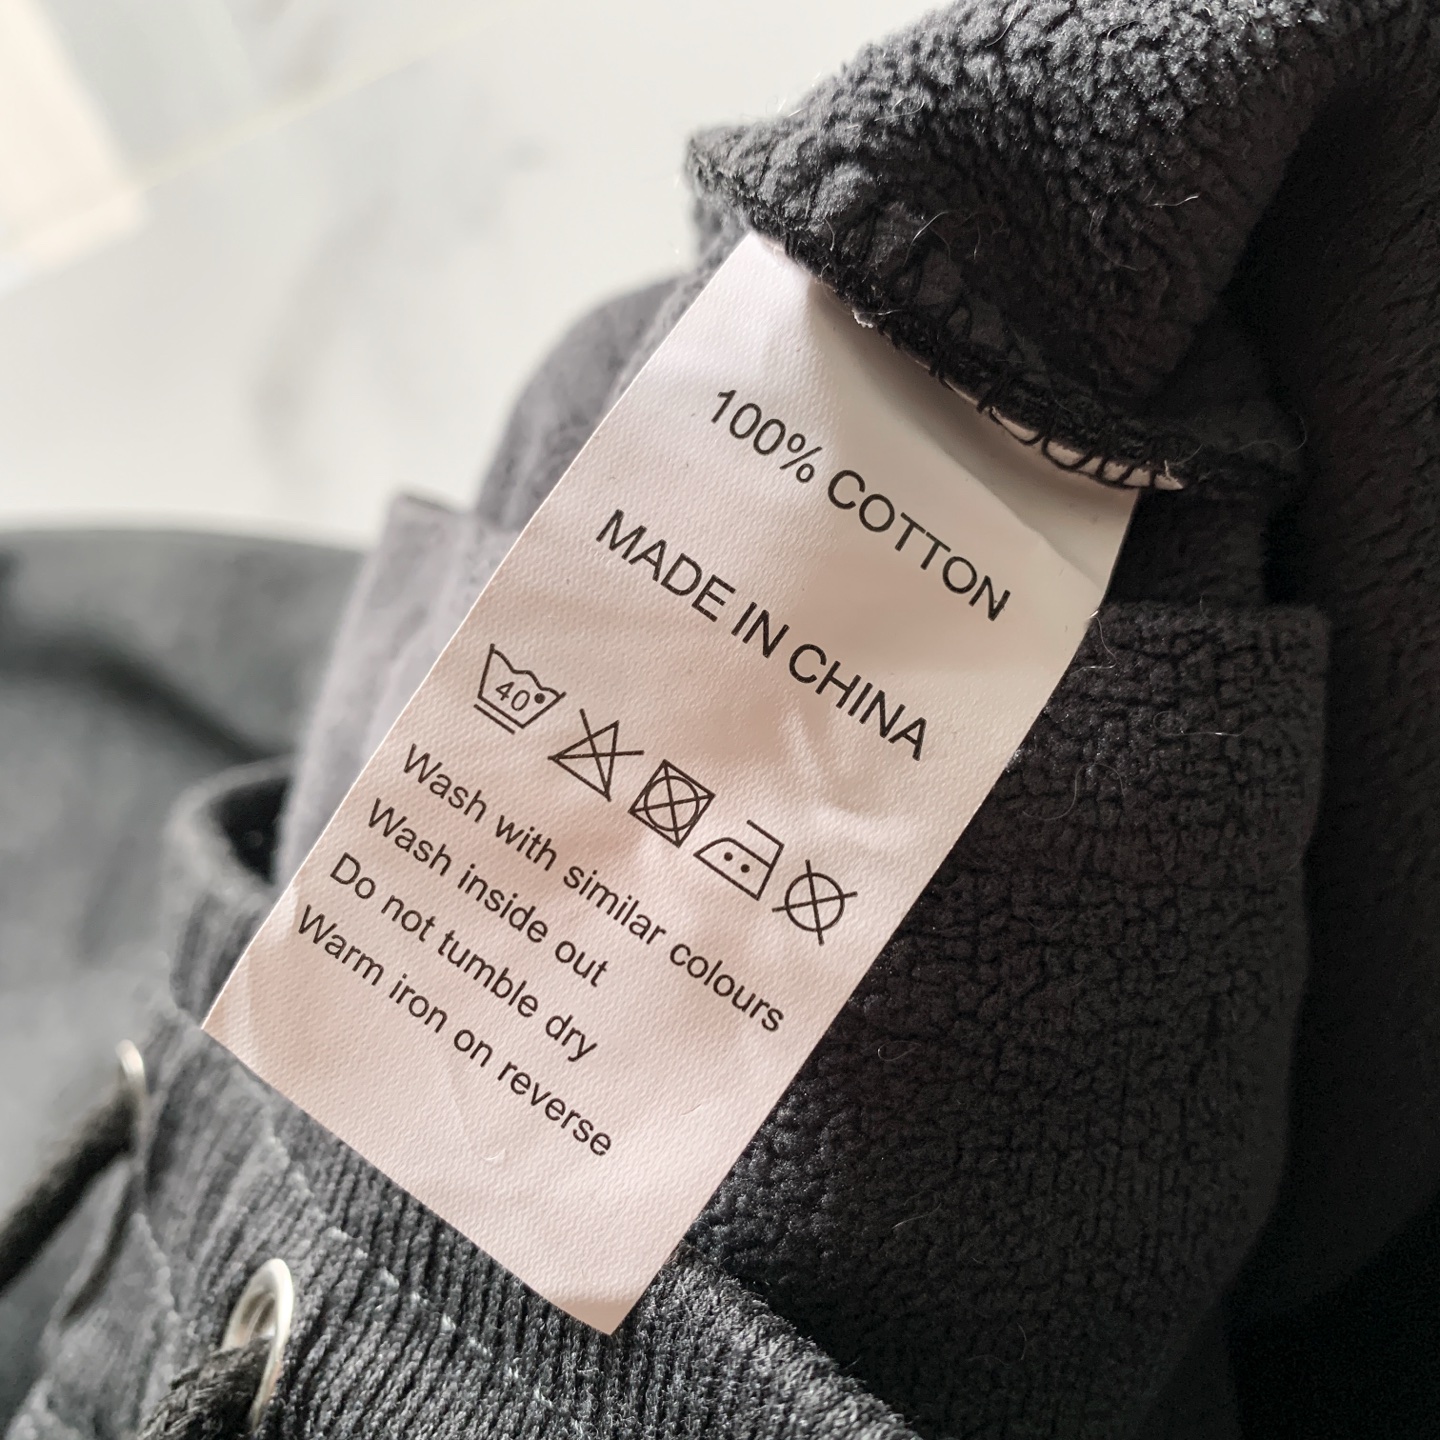 100% COTTON
MADE IN CHINA
40°
Wash with similar colours
Wash inside out
Do not tumble dry
Warm iron on reverse